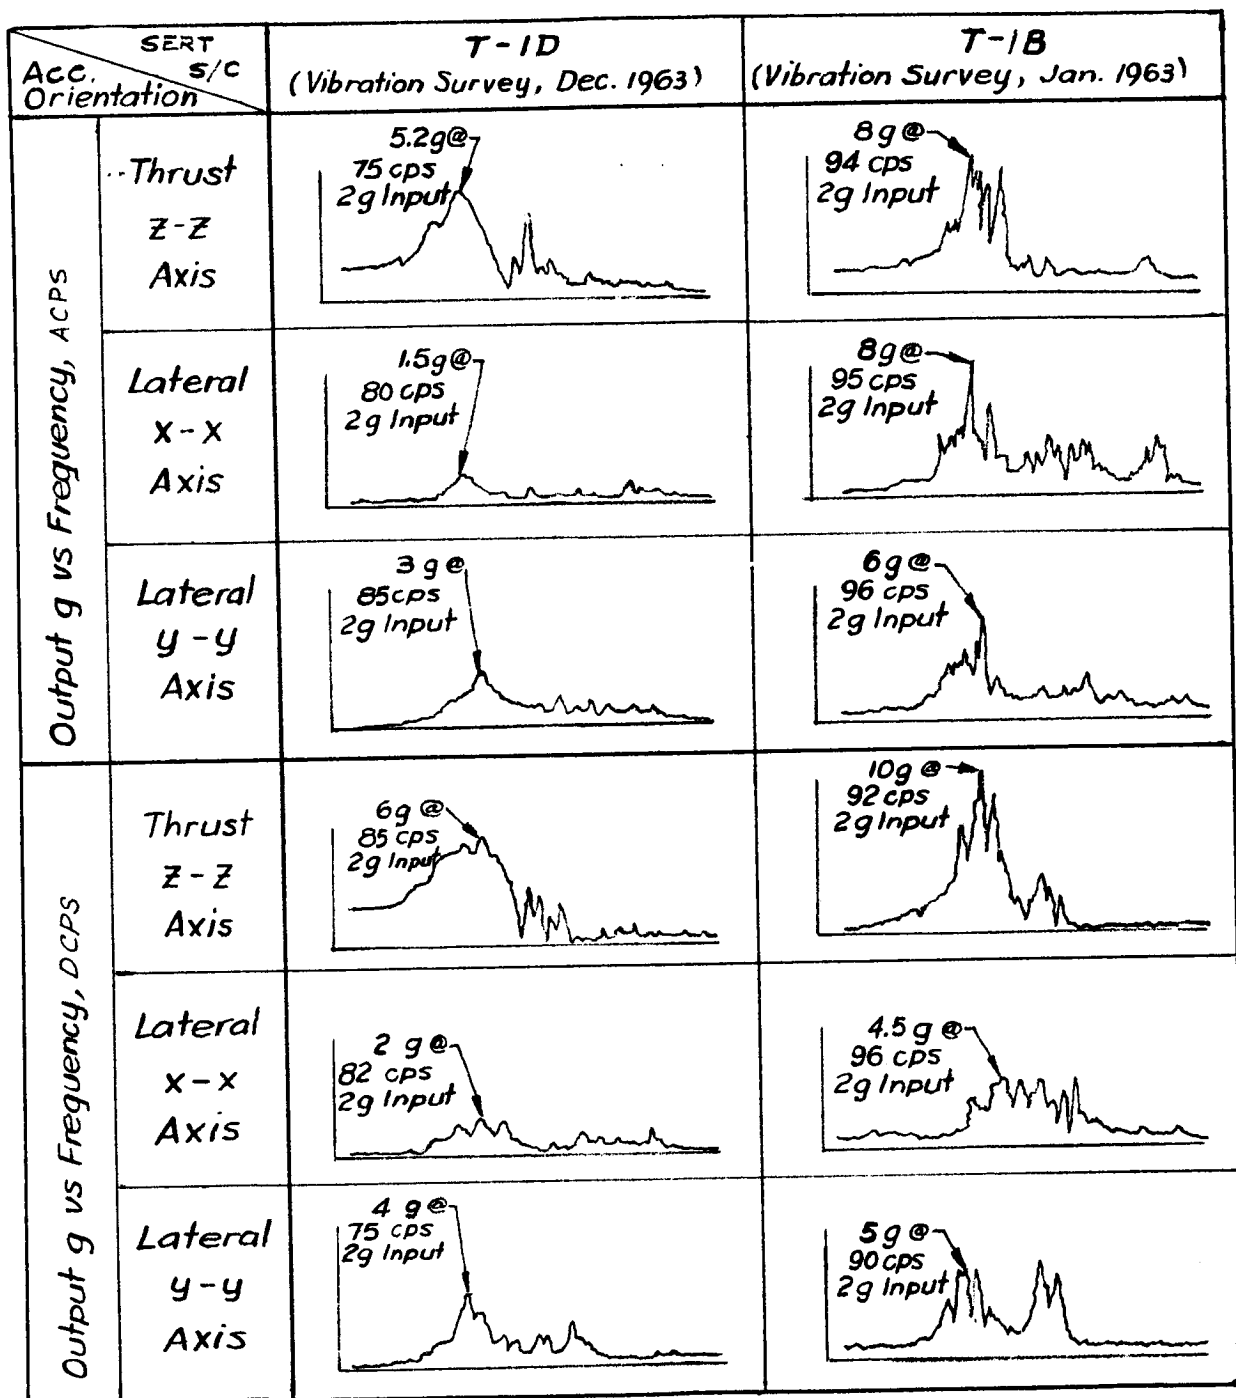 SERT
S/C
Acc.
Orientation
T-1D
(Vibration Survey, Dec. 1963)
T-1B
(Vibration Survey, Jan. 1963)
Output g vs Frequency, ACPS
Thrust
Z-Z
Axis
5.2g@
75 cps
2g Input
8g@
94 cps
2g Input
Lateral
X-X
Axis
1.5g@
80 cps
2g Input
8g@
95 cps
2g Input
Lateral
y-y
Axis
3g@
85cps
2g Input
6g@
96 cps
2g Input
Output g vs Frequency, DCPS
Thrust
Z-Z
Axis
6g@
85 cps
2g Input
10g@
92 cps
2g Input
Lateral
X-X
Axis
2 g@
82 cps
2g Input
4.5g@
96 cps
2g Input
Lateral
y-y
Axis
4 g@
75 cps
2g Input
5g@
90 cps
2g Input